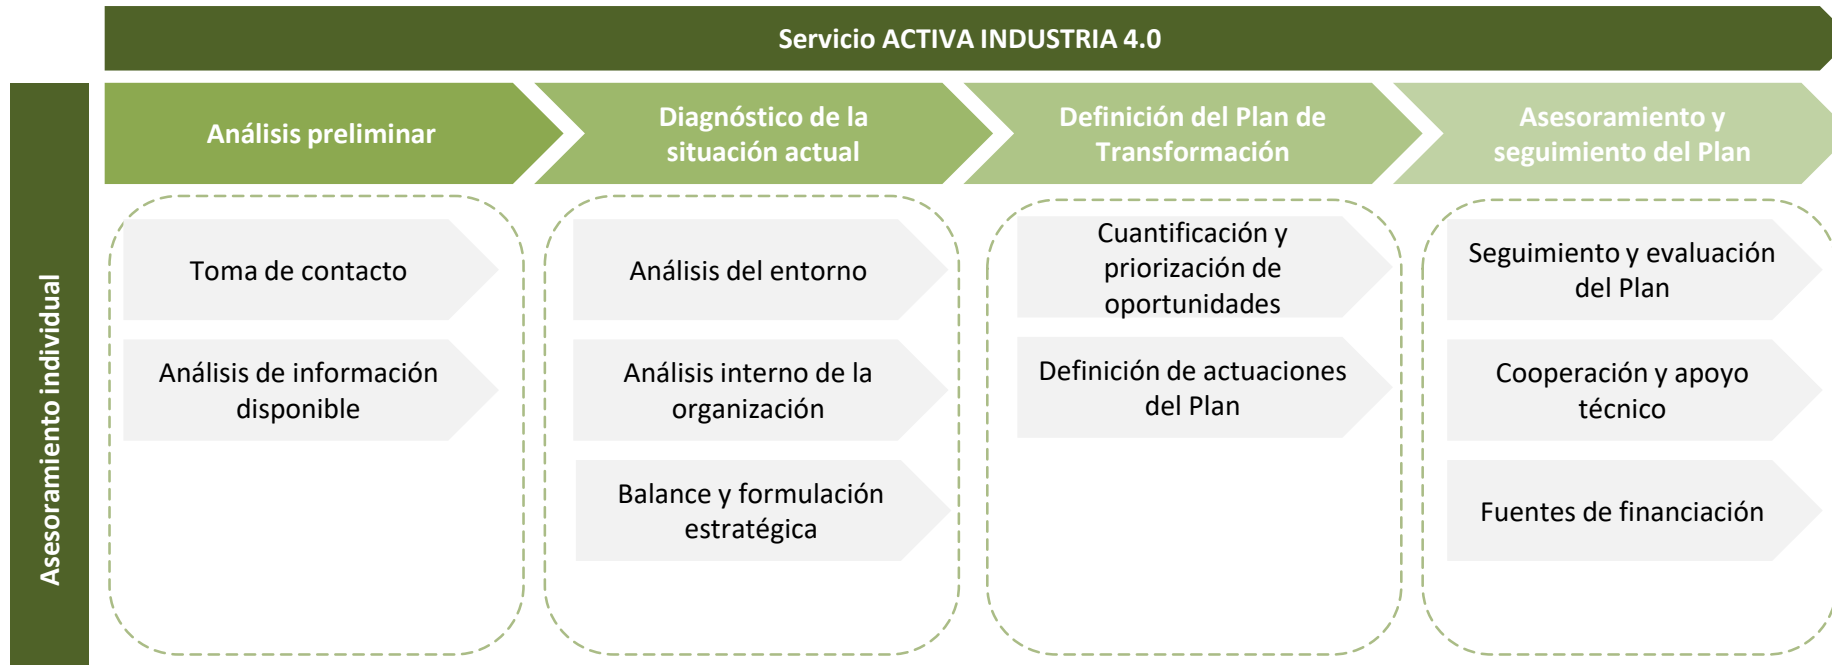 Servicio ACTIVA INDUSTRIA 4.0
Asesoramiento individual
Análisis preliminar
Toma de contacto
Análisis de información
disponible
Diagnóstico de la
situación actual
Análisis del entorno
Análisis interno de la
organización
Balance y formulación
estratégica
Definición del Plan de
Transformación
Cuantificación y
priorización de
oportunidades
Definición de actuaciones
del Plan
Asesoramiento y
seguimiento del Plan
Seguimiento y evaluación
del Plan
Cooperación y apoyo
técnico
Fuentes de financiación